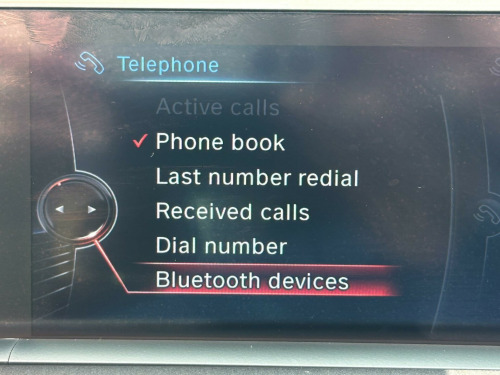 Telephone
Active calls
Phone book
Last number redial
Received calls
Dial number
Bluetooth devices